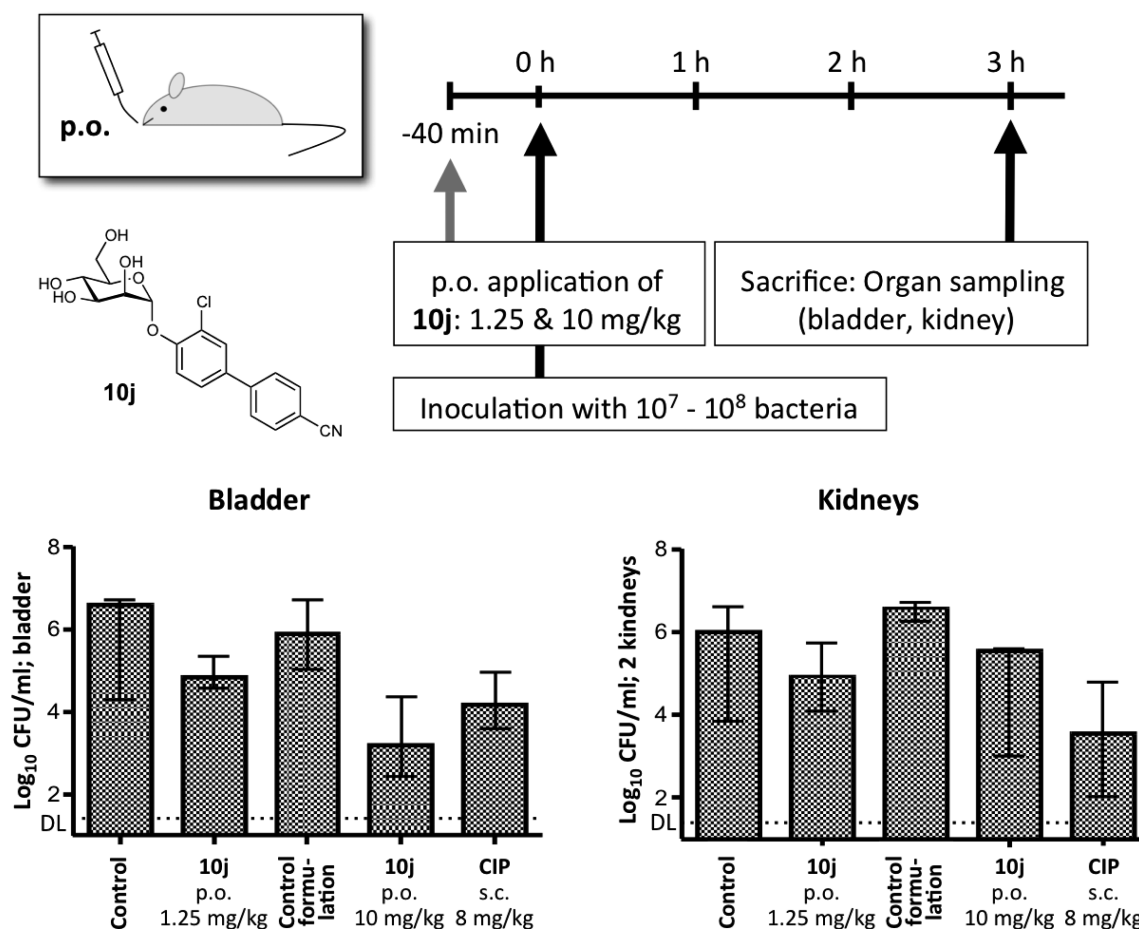 p.o.
0 h
1 h
2 h
3 h
-40 min
p.o. application of
10j: 1.25 & 10 mg/kg
Sacrifice: Organ sampling
(bladder, kidney)
Inoculation with 10⁷ - 10⁸ bacteria
OH
OH
O
HO
HO
Cl
O
CN
10j
Bladder
Log₁₀ CFU/ml; bladder
8
6
4
2
DL
Control
10j
p.o.
1.25 mg/kg
Control
formu-
lation
10j
p.o.
10 mg/kg
CIP
s.c.
8 mg/kg
Kidneys
Log₁₀ CFU/ml; 2 kindneys
8
6
4
2
DL
Control
10j
p.o.
1.25 mg/kg
Control
formu-
lation
10j
p.o.
10 mg/kg
CIP
s.c.
8 mg/kg